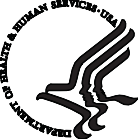 DEPARTMENT OF HEALTH & HUMAN SERVICES · USA